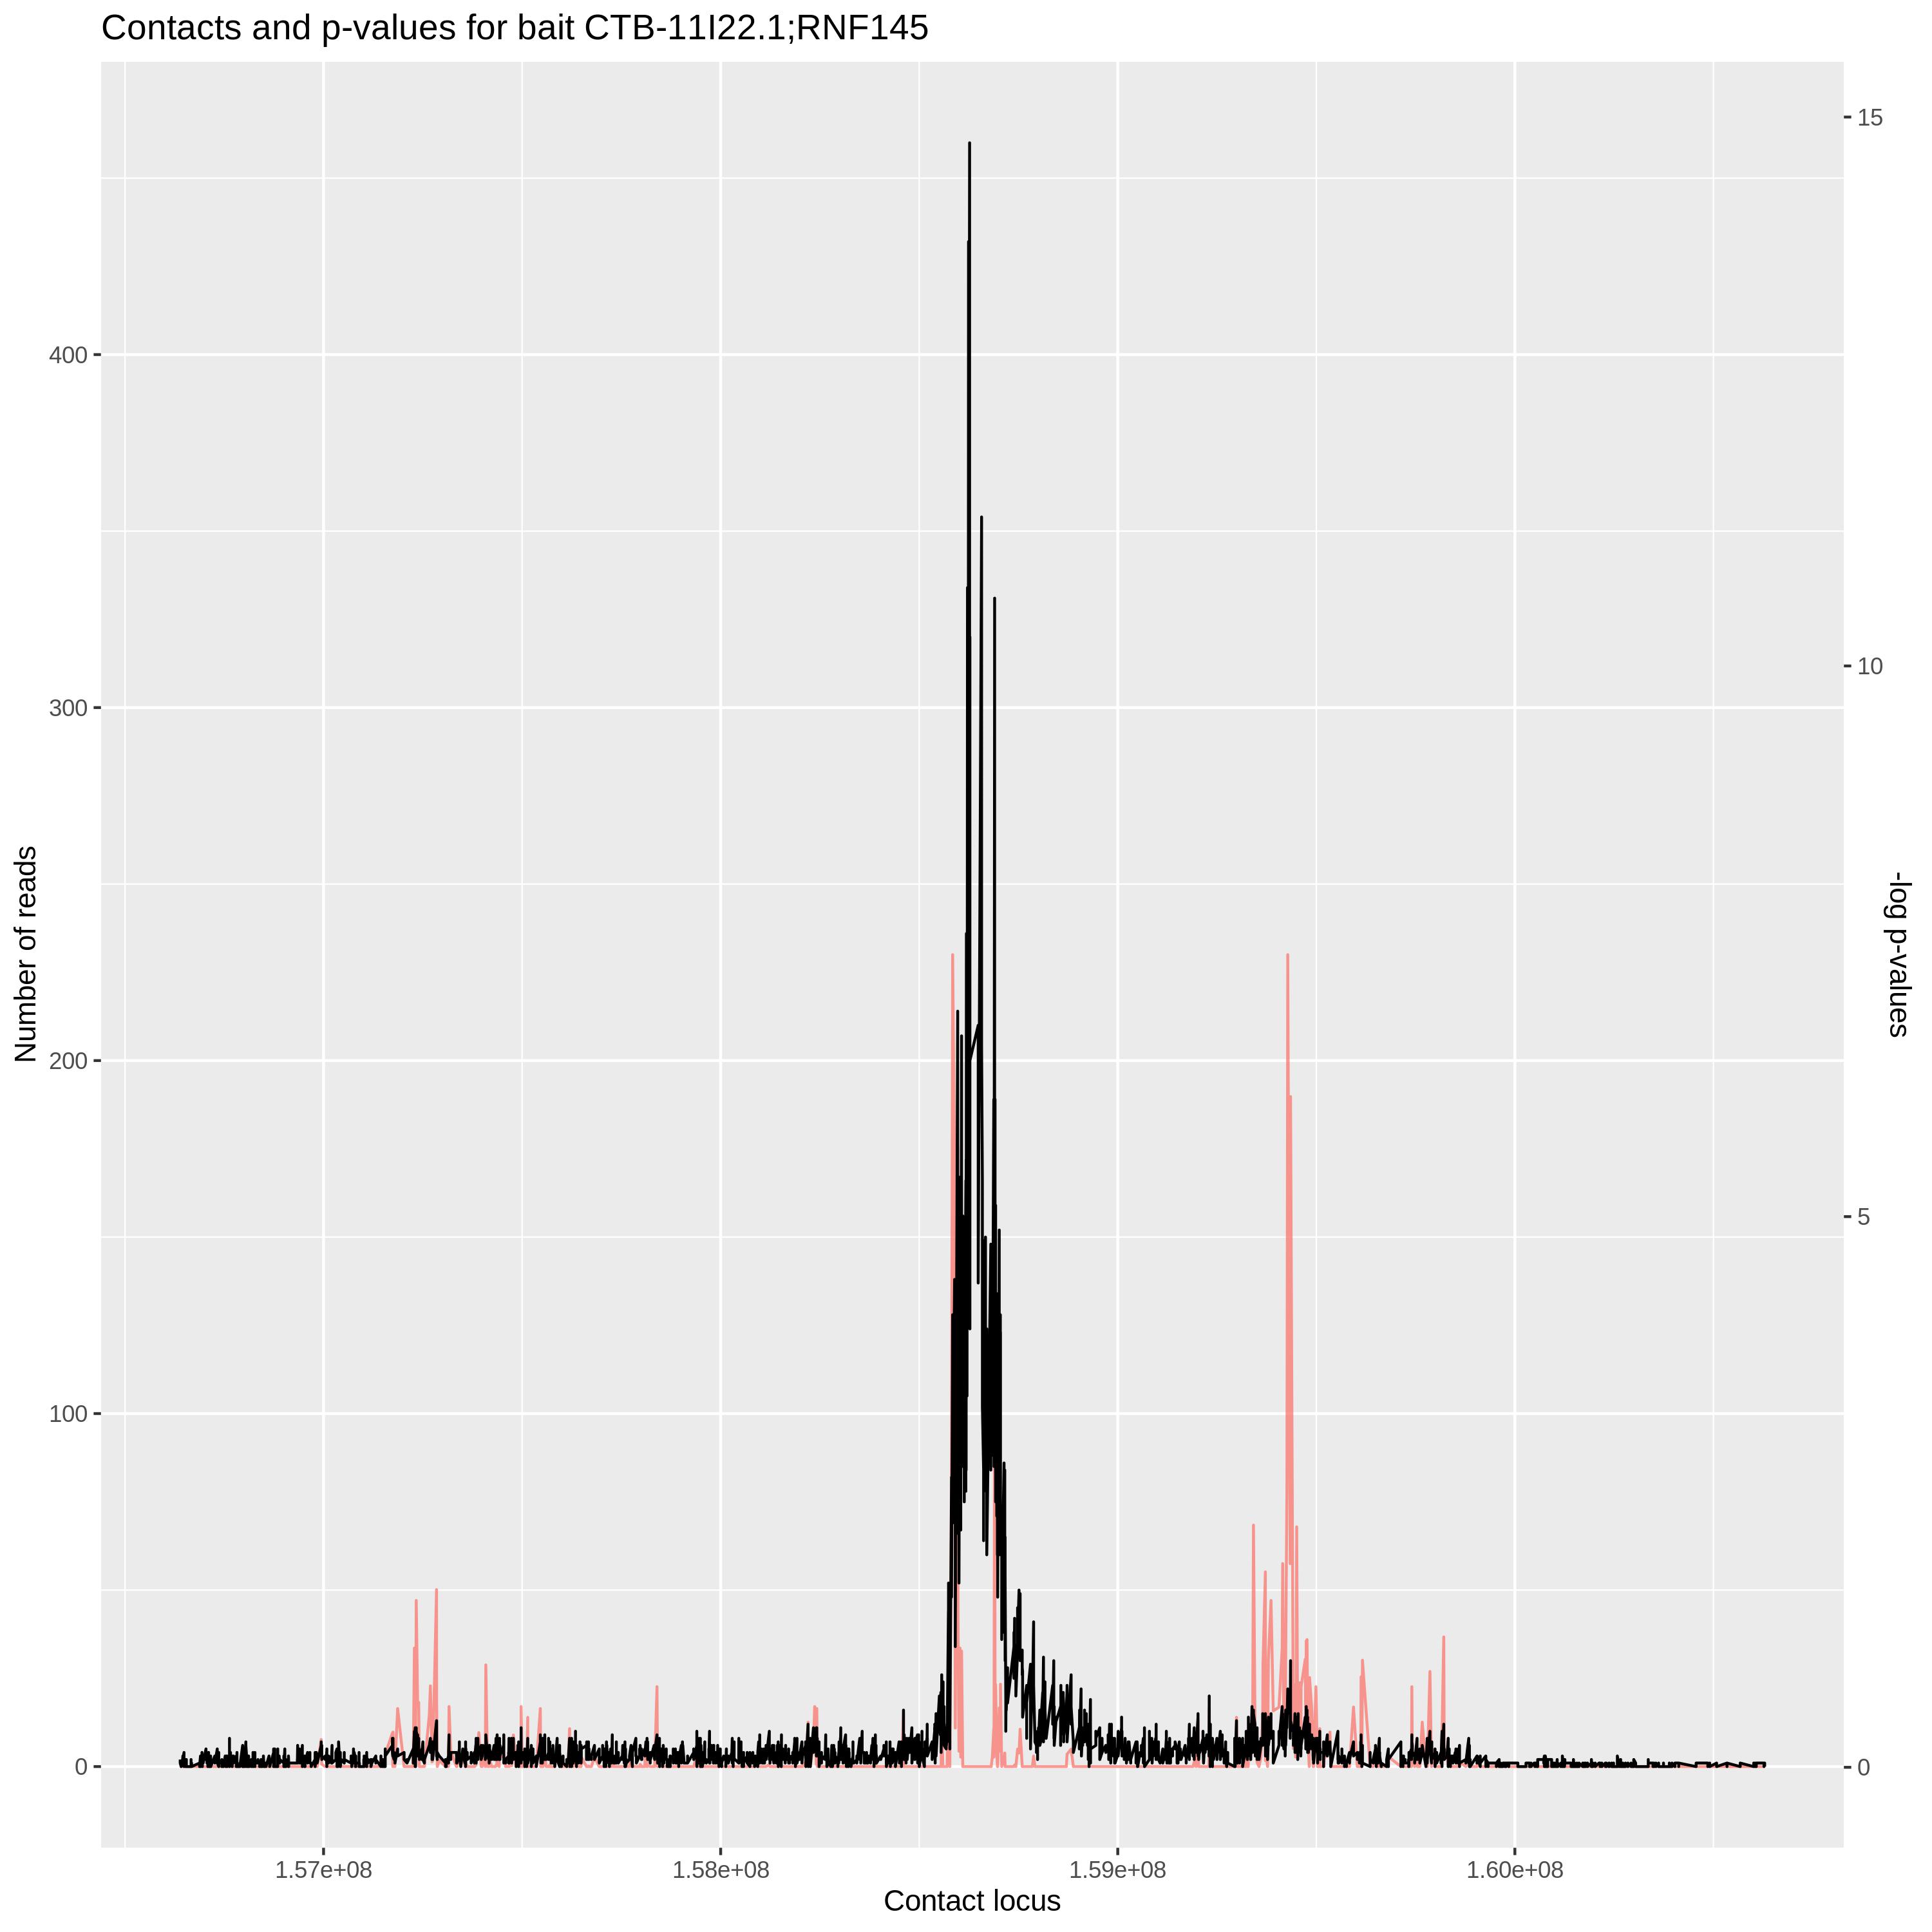 Contacts and p-values for bait CTB-11I22.1;RNF145
Number of reads
400
300
200
100
0
15
10
5
0
-log p-values
1.57e+08 1.58e+08 1.59e+08 1.60e+08
Contact locus